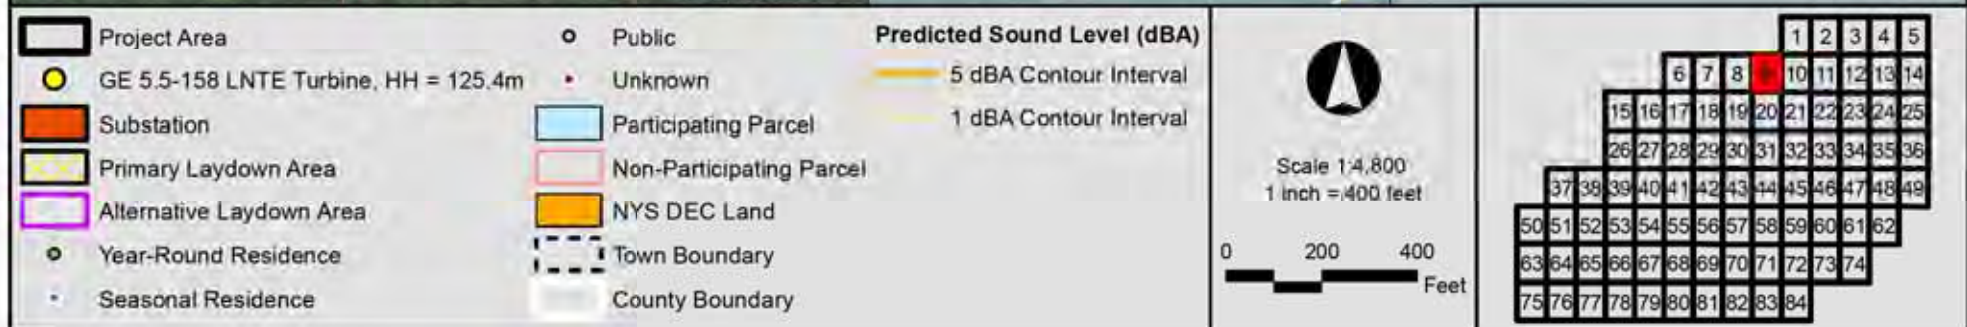 Project Area
GE 5.5-158 LNTE Turbine, HH = 125.4m
Substation
Primary Laydown Area
Alternative Laydown Area
Year-Round Residence
Seasonal Residence
Public
Unknown
Participating Parcel
Non-Participating Parcel
NYS DEC Land
Town Boundary
County Boundary
Predicted Sound Level (dBA)
5 dBA Contour Interval
1 dBA Contour Interval
Scale 1:4,800
1 inch = 400 feet
0 200 400
Feet
1 2 3 4 5
6 7 8 9 10 11 12 13 14
15 16 17 18 19 20 21 22 23 24 25
26 27 28 29 30 31 32 33 34 35 36
37 38 39 40 41 42 43 44 45 46 47 48 49
50 51 52 53 54 55 56 57 58 59 60 61 62
63 64 65 66 67 68 69 70 71 72 73 74
75 76 77 78 79 80 81 82 83 84